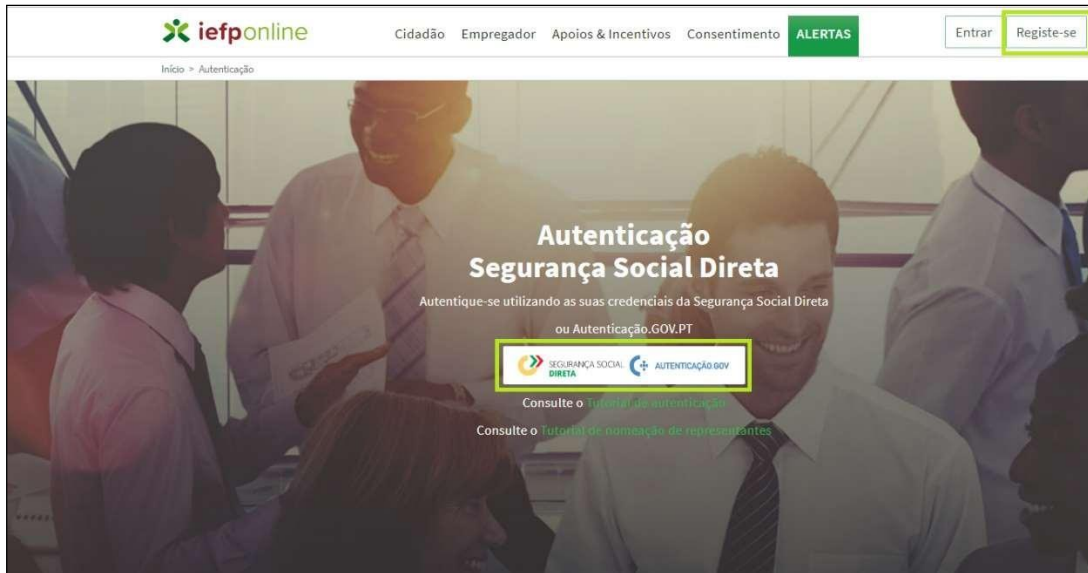 iefponline
Cidadão Empregador Apoios & Incentivos Consentimento ALERTAS Entrar Registe-se
Início > Autenticação
Autenticação
Segurança Social Direta
Autentique-se utilizando as suas credenciais da Segurança Social Direta
ou Autenticação.GOV.PT
SEGURANÇA SOCIAL
DIRETA
AUTENTICAÇÃO.GOV
Consulte o Tutorial de autenticação
Consulte o Tutorial de nomeação de representantes